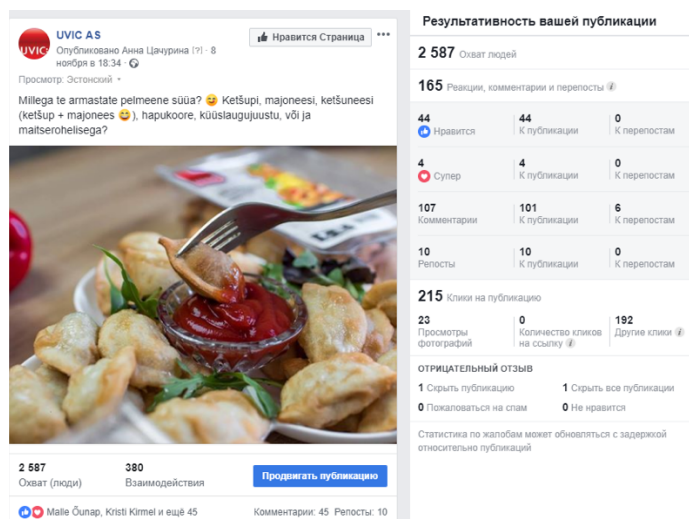 UVIC AS
UVIC
Опубликовано Анна Цачурина [?] · 8
ноября в 18:34 ·
Нравится Страница
Просмотр: Эстонский
Millega te armastate pelmeene süüa? Ketšupi, majoneesi, ketšuneesi
(ketšup + majonees), hapukoore, küüslaugujuustu, või ja
maitserohelisega?
2 587
Охват (люди)
380
Взаимодействия
Продвигать публикацию
Malle Õunap, Kristi Kirmel и ещё 45
Комментарии: 45 Репосты: 10
Результативность вашей публикации
2 587 Охват людей
165 Реакции, комментарии и перепосты
44
Нравится
44
К публикации
0
К перепостам
4
Супер
4
К публикации
0
К перепостам
107
Комментарии
101
К публикации
6
К перепостам
10
Репосты
10
К публикации
0
К перепостам
215 Клики на публикацию
23
Просмотры
фотографий
0
Количество кликов
на ссылку
192
Другие клики
ОТРИЦАТЕЛЬНЫЙ ОТЗЫВ
1 Скрыть публикацию
1 Скрыть все публикации
0 Пожаловаться на спам
0 Не нравится
Статистика по жалобам может обновляться с задержкой
относительно публикаций